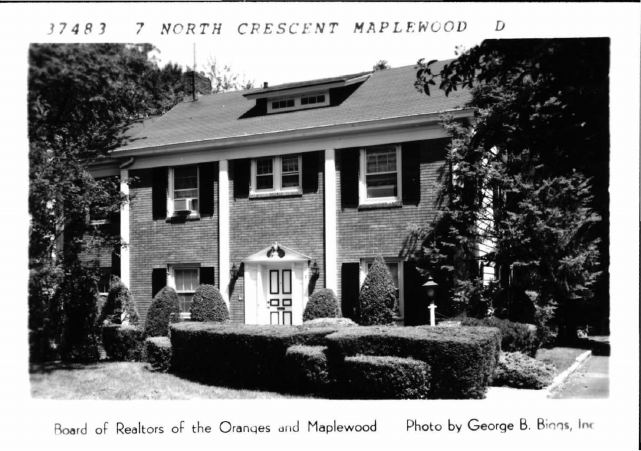 37483 7 NORTH CRESCENT MAPLEWOOD D
Board of Realtors of the Oranges and Maplewood Photo by George B. Biggs, Inc